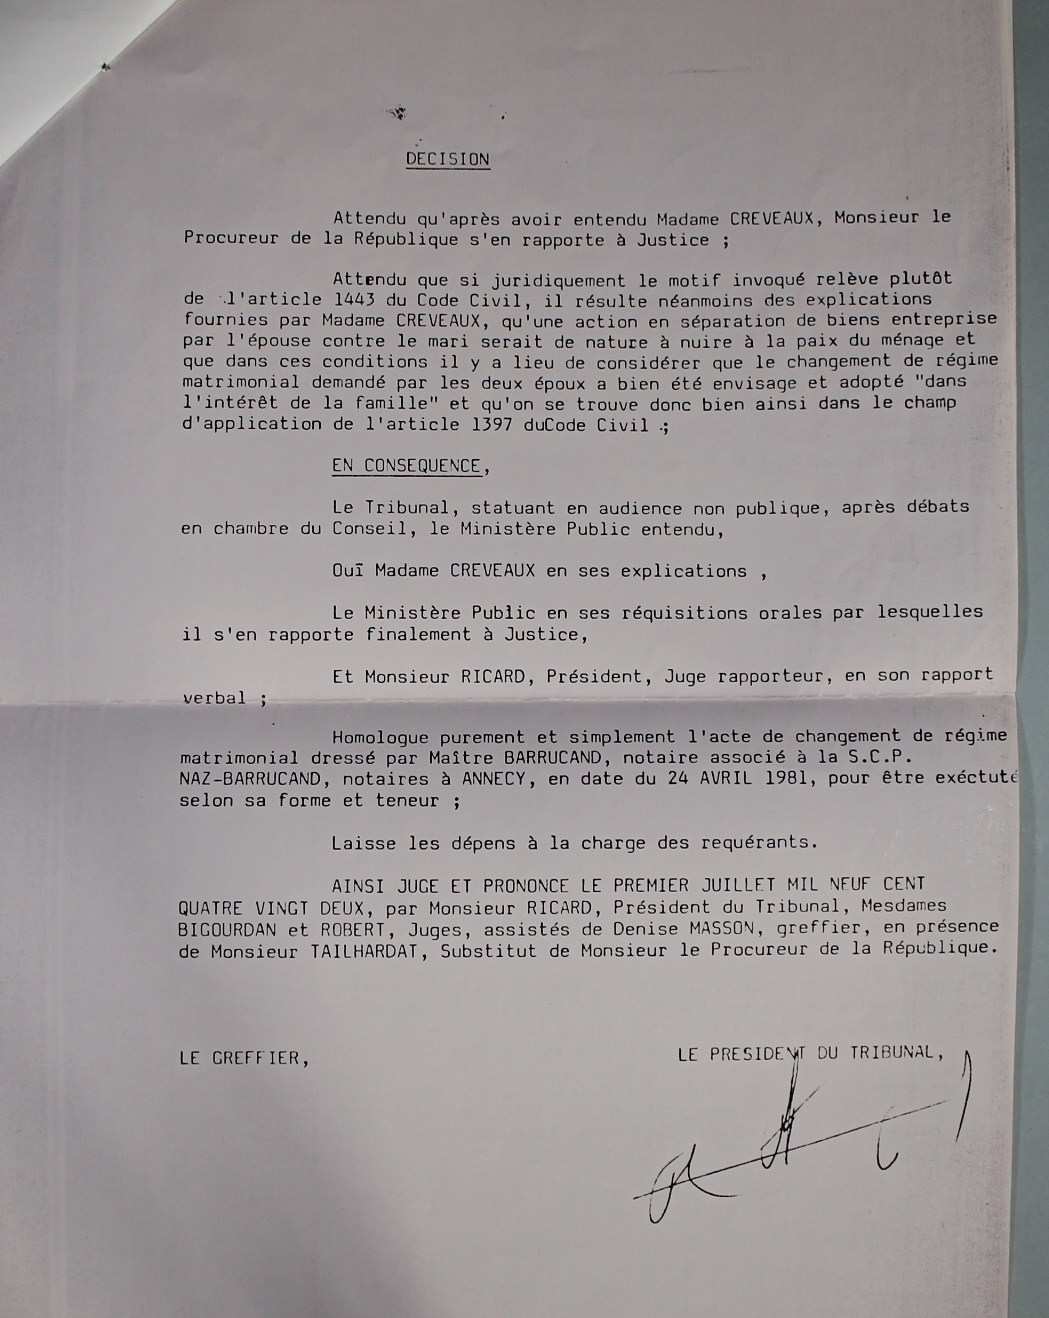 DECISION
Attendu qu'après avoir entendu Madame CREVEAUX, Monsieur le
Procureur de la République s'en rapporte à Justice ;
Attendu que si juridiquement le motif invoqué relève plutôt
de l'article 1443 du Code Civil, il résulte néanmoins des explications
fournies par Madame CREVEAUX, qu'une action en séparation de biens entreprise
par l'épouse contre le mari serait de nature à nuire à la paix du ménage et
que dans ces conditions il y a lieu de considérer que le changement de régime
matrimonial demandé par les deux époux a bien été envisage et adopté "dans
l'intérêt de la famille" et qu'on se trouve donc bien ainsi dans le champ
d'application de l'article 1397 duCode Civil .;
EN CONSEQUENCE,
Le Tribunal, statuant en audience non publique, après débats
en chambre du Conseil, le Ministère Public entendu,
Ouï Madame CREVEAUX en ses explications ,
Le Ministère Public en ses réquisitions orales par lesquelles
il s'en rapporte finalement à Justice,
Et Monsieur RICARD, Président, Juge rapporteur, en son rapport
verbal ;
Homologue purement et simplement l'acte de changement de régime
matrimonial dressé par Maître BARRUCAND, notaire associé à la S.C.P.
NAZ-BARRUCAND, notaires à ANNECY, en date du 24 AVRIL 1981, pour être exéctuté
selon sa forme et teneur ;
Laisse les dépens à la charge des requérants.
AINSI JUGE ET PRONONCE LE PREMIER JUILLET MIL NEUF CENT
QUATRE VINGT DEUX, par Monsieur RICARD, Président du Tribunal, Mesdames
BIGOURDAN et ROBERT, Juges, assistés de Denise MASSON, greffier, en présence
de Monsieur TAILHARDAT, Substitut de Monsieur le Procureur de la République.
LE GREFFIER,
LE PRESIDENT DU TRIBUNAL,